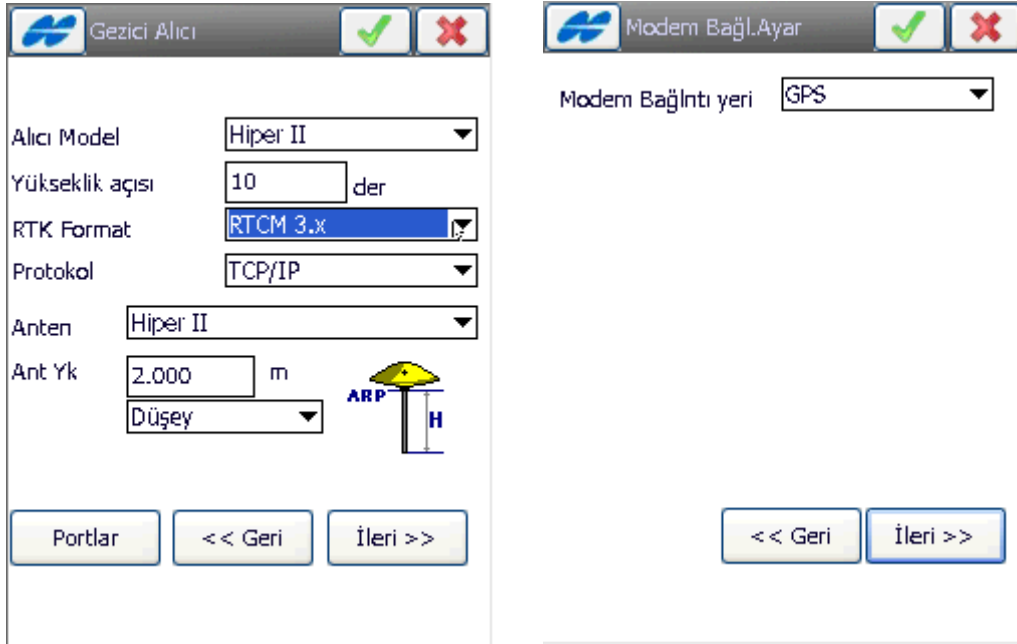 Gezici Alıcı
Alıcı Model Hiper II
Yükseklik açısı 10 der
RTK Format RTCM 3.x
Protokol TCP/IP
Anten Hiper II
Ant Yk 2.000 m
Düşey
ARP
H
Portlar << Geri İleri >>
Modem Bağl.Ayar
Modem Bağlntı yeri GPS
<< Geri İleri >>